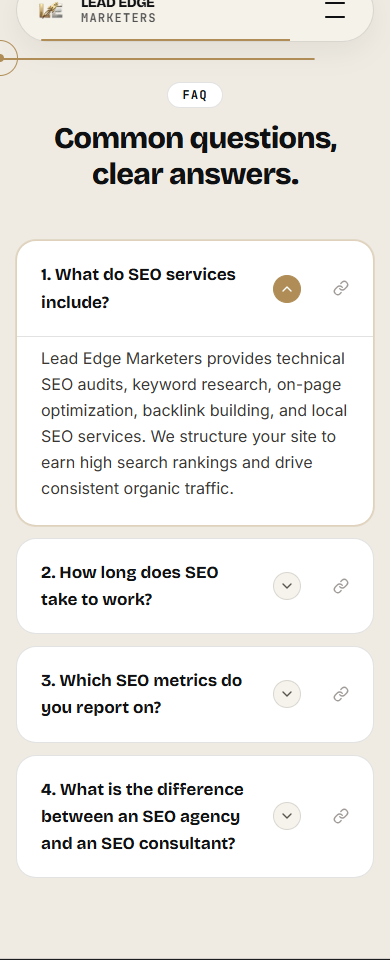 LEAD EDGE
MARKETERS
FAQ
Common questions,
clear answers.
1. What do SEO services
include?
Lead Edge Marketers provides technical
SEO audits, keyword research, on-page
optimization, backlink building, and local
SEO services. We structure your site to
earn high search rankings and drive
consistent organic traffic.
2. How long does SEO
take to work?
3. Which SEO metrics do
you report on?
4. What is the difference
between an SEO agency
and an SEO consultant?